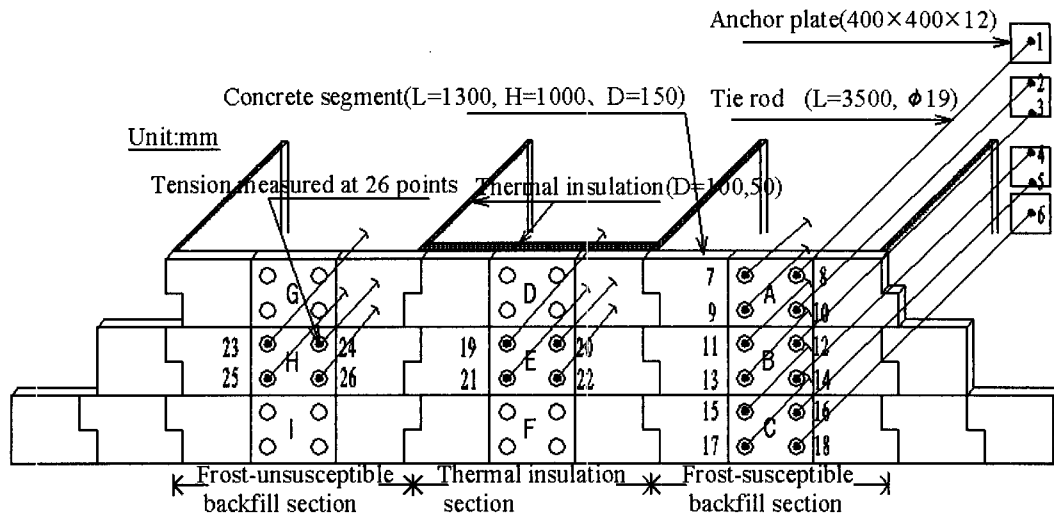 Anchor plate(400×400×12)
1
2
3
Concrete segment(L=1300, H=1000、D=150)
Tie rod (L=3500, ϕ19)
Unit:mm
4
5
6
Tension measured at 26 points
Thermal insulation(D=100,50)
G
D
7
A
8
9
10
23
24
19
20
11
12
H
E
B
25
26
21
22
13
14
15
16
I
F
C
17
18
Frost-unsusceptible
backfill section
Thermal insulation
section
Frost-susceptible
backfill section